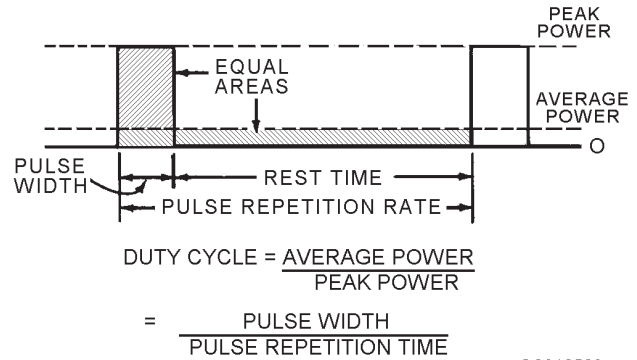 PEAK
POWER
EQUAL
AREAS
AVERAGE
POWER
O
PULSE
WIDTH
REST TIME
PULSE REPETITION RATE
DUTY CYCLE = AVERAGE POWER
PEAK POWER
= PULSE WIDTH
PULSE REPETITION TIME